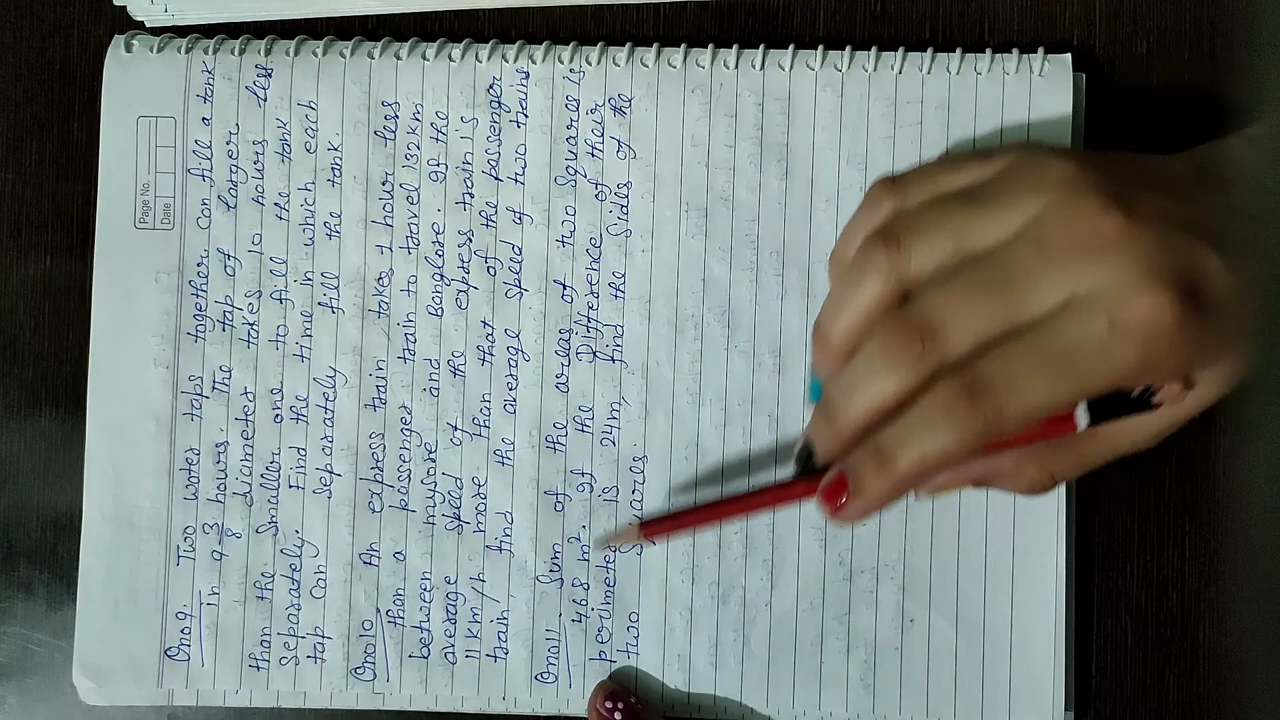 Page No.
Date
Qno9. Two water taps together can fill a tank
in 9 3/8 hours. The tap of larger
diameter takes 10 hours less
than the smaller one to fill the tank
Separately. Find the time in which each
tap can separately fill the tank.
Qno10 An express train takes 1 hour less
than a passenger train to travel 132 km
between mysore and Banglore. If the
average speed of the express train is
11 km/h more than that of the passenger
train, find the average speed of two trains
Qno11. Sum of the areas of two Squares is
468 m². If the Difference of their
perimeter is 24m, find the sides of the
two Squares.